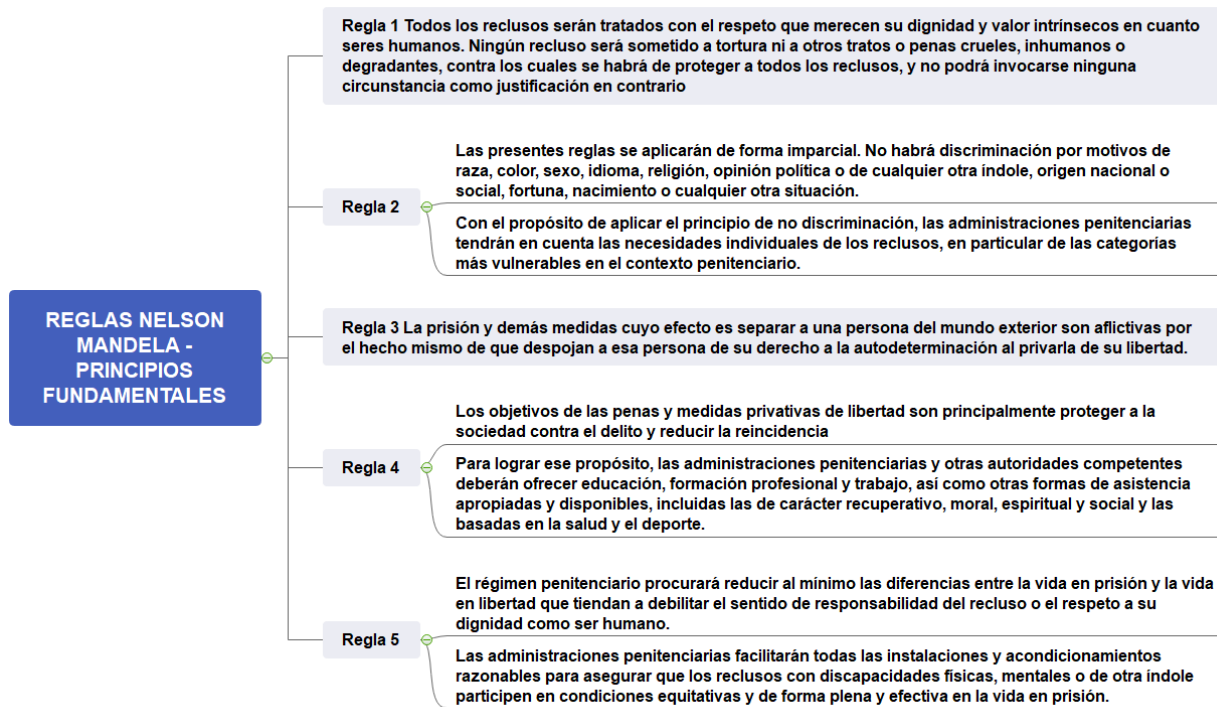 Regla 1 Todos los reclusos serán tratados con el respeto que merecen su dignidad y valor intrínsecos en cuanto
seres humanos. Ningún recluso será sometido a tortura ni a otros tratos o penas crueles, inhumanos o
degradantes, contra los cuales se habrá de proteger a todos los reclusos, y no podrá invocarse ninguna
circunstancia como justificación en contrario
Las presentes reglas se aplicarán de forma imparcial. No habrá discriminación por motivos de
raza, color, sexo, idioma, religión, opinión política o de cualquier otra índole, origen nacional o
social, fortuna, nacimiento o cualquier otra situación.
Regla 2
Con el propósito de aplicar el principio de no discriminación, las administraciones penitenciarias
tendrán en cuenta las necesidades individuales de los reclusos, en particular de las categorías
más vulnerables en el contexto penitenciario.
REGLAS NELSON
MANDELA -
PRINCIPIOS
FUNDAMENTALES
Regla 3 La prisión y demás medidas cuyo efecto es separar a una persona del mundo exterior son aflictivas por
el hecho mismo de que despojan a esa persona de su derecho a la autodeterminación al privarla de su libertad.
Los objetivos de las penas y medidas privativas de libertad son principalmente proteger a la
sociedad contra el delito y reducir la reincidencia
Regla 4
Para lograr ese propósito, las administraciones penitenciarias y otras autoridades competentes
deberán ofrecer educación, formación profesional y trabajo, así como otras formas de asistencia
apropiadas y disponibles, incluidas las de carácter recuperativo, moral, espiritual y social y las
basadas en la salud y el deporte.
El régimen penitenciario procurará reducir al mínimo las diferencias entre la vida en prisión y la vida
en libertad que tiendan a debilitar el sentido de responsabilidad del recluso o el respeto a su
dignidad como ser humano.
Regla 5
Las administraciones penitenciarias facilitarán todas las instalaciones y acondicionamientos
razonables para asegurar que los reclusos con discapacidades físicas, mentales o de otra índole
participen en condiciones equitativas y de forma plena y efectiva en la vida en prisión.